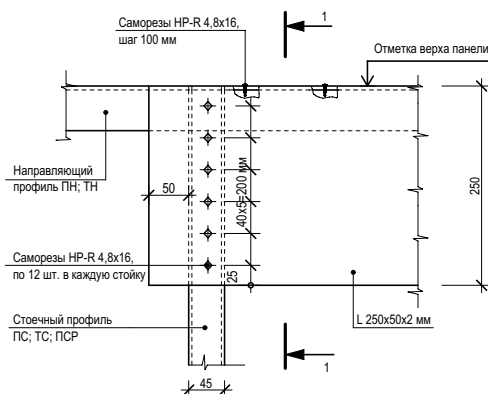 Саморезы HP-R 4,8x16,
шаг 100 мм
1
Отметка верха панели
Направляющий
профиль ПН; ТН
50
40x5=200 мм
250
Саморезы HP-R 4,8x16,
по 12 шт. в каждую стойку
25
Стоечный профиль
ПС; ТС; ПСР
L 250x50x2 мм
1
45